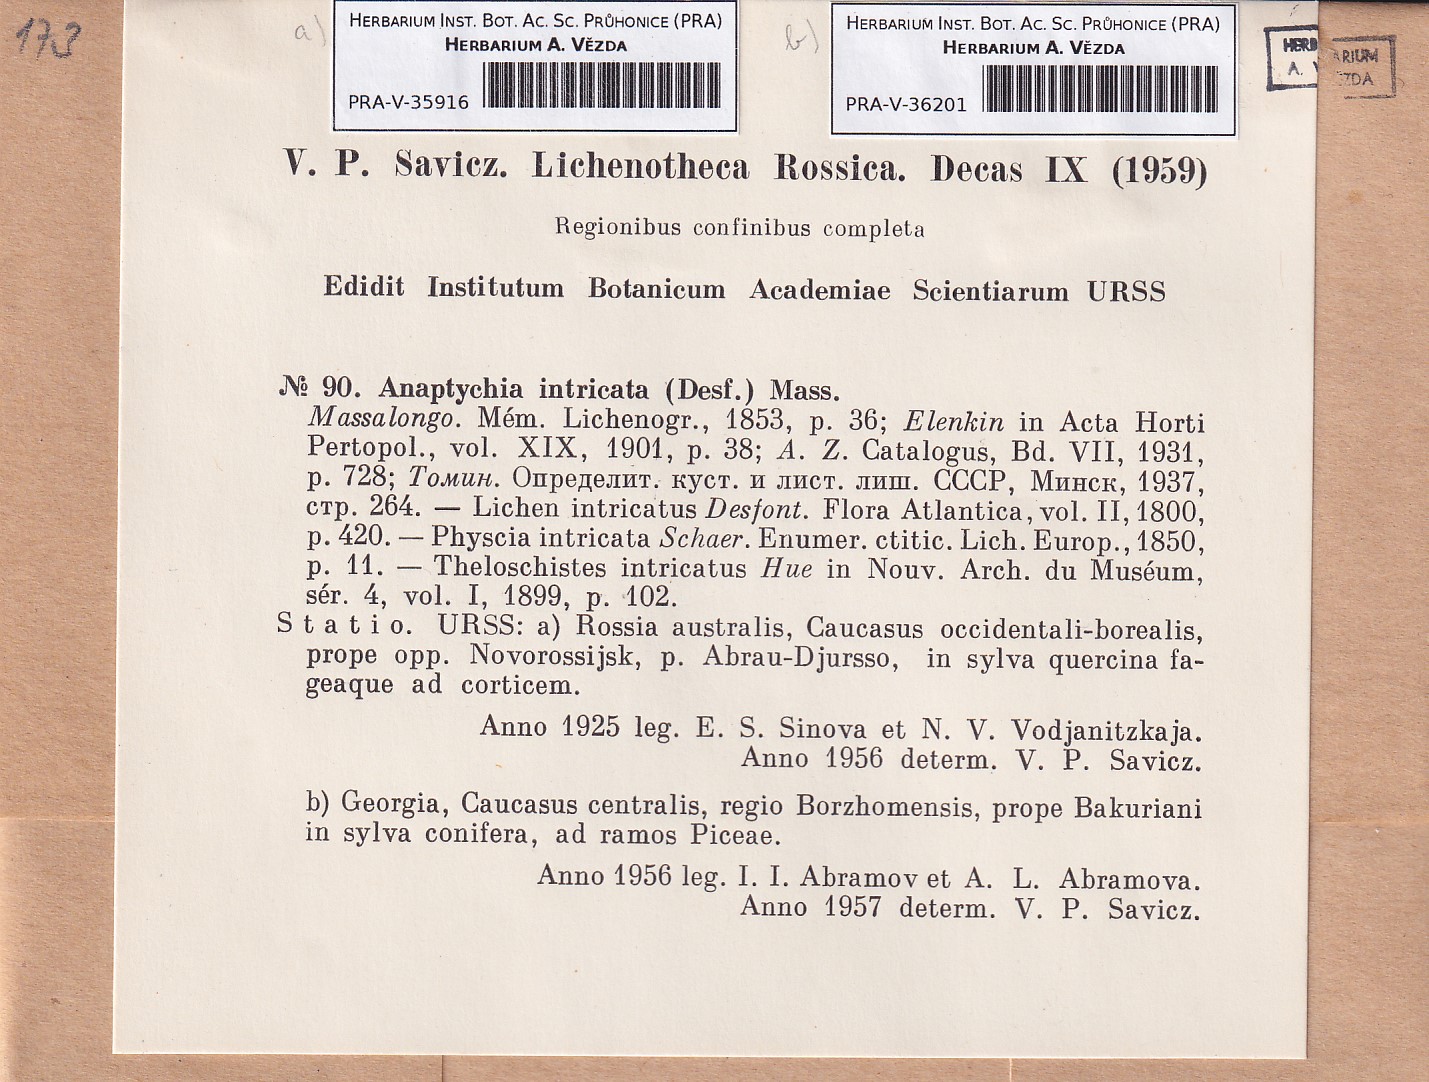 173
a)
HERBARIUM INST. BOT. AC. SC. PRŮHONICE (PRA)
HERBARIUM A. VĚZDA
PRA-V-35916
b)
HERBARIUM INST. BOT. AC. SC. PRŮHONICE (PRA)
HERBARIUM A. VĚZDA
PRA-V-36201
HERBARIUM
A. VĚZDA
V. P. Savicz. Lichenotheca Rossica. Decas IX (1959)
Regionibus confinibus completa
Edidit Institutum Botanicum Academiae Scientiarum URSS
№ 90. Anaptychia intricata (Desf.) Mass.
Massalongo. Mém. Lichenogr., 1853, p. 36; Elenkin in Acta Horti
Pertopol., vol. XIX, 1901, p. 38; A. Z. Catalogus, Bd. VII, 1931,
p. 728; Томин. Определит. куст. и лист. лиш. СССР, Минск, 1937,
стр. 264. — Lichen intricatus Desfont. Flora Atlantica, vol. II, 1800,
p. 420. — Physcia intricata Schaer. Enumer. ctitic. Lich. Europ., 1850,
p. 11. — Theloschistes intricatus Hue in Nouv. Arch. du Muséum,
sér. 4, vol. I, 1899, p. 102.
Statio. URSS: a) Rossia australis, Caucasus occidentali-borealis,
prope opp. Novorossijsk, p. Abrau-Djursso, in sylva quercina fa-
geaque ad corticem.
Anno 1925 leg. E. S. Sinova et N. V. Vodjanitzkaja.
Anno 1956 determ. V. P. Savicz.
b) Georgia, Caucasus centralis, regio Borzhomensis, prope Bakuriani
in sylva conifera, ad ramos Piceae.
Anno 1956 leg. I. I. Abramov et A. L. Abramova.
Anno 1957 determ. V. P. Savicz.